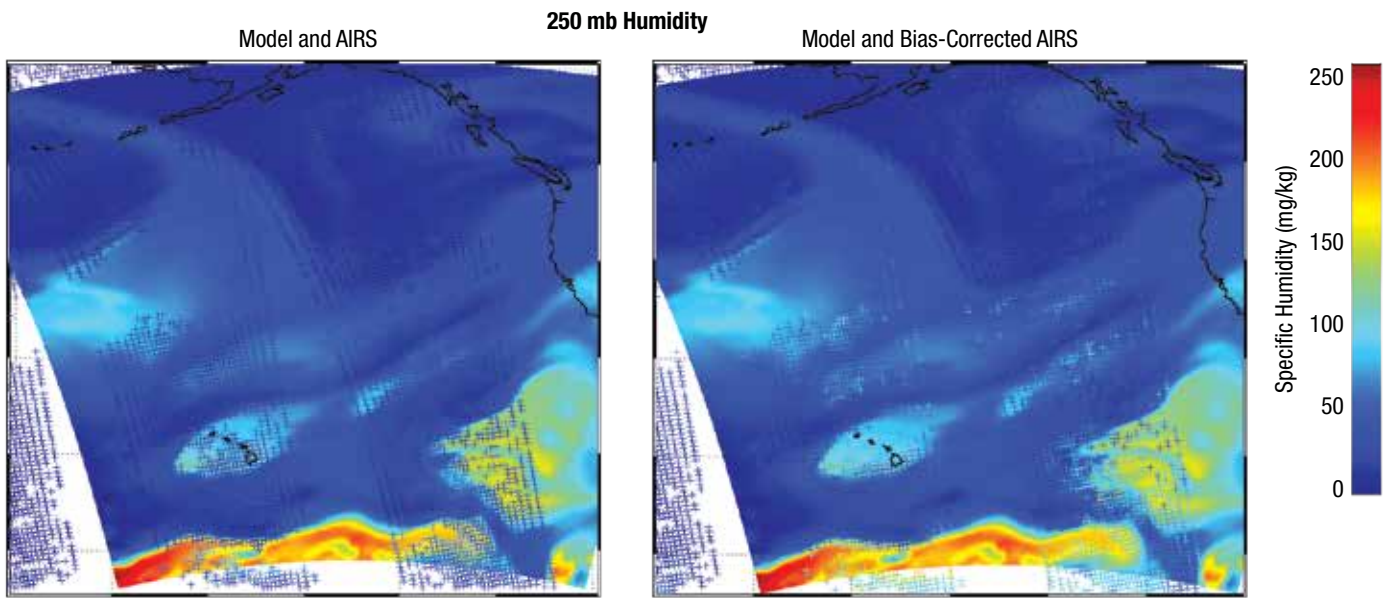 250 mb Humidity
Model and AIRS
Model and Bias-Corrected AIRS
250
200
150
100
50
0
Specific Humidity (mg/kg)